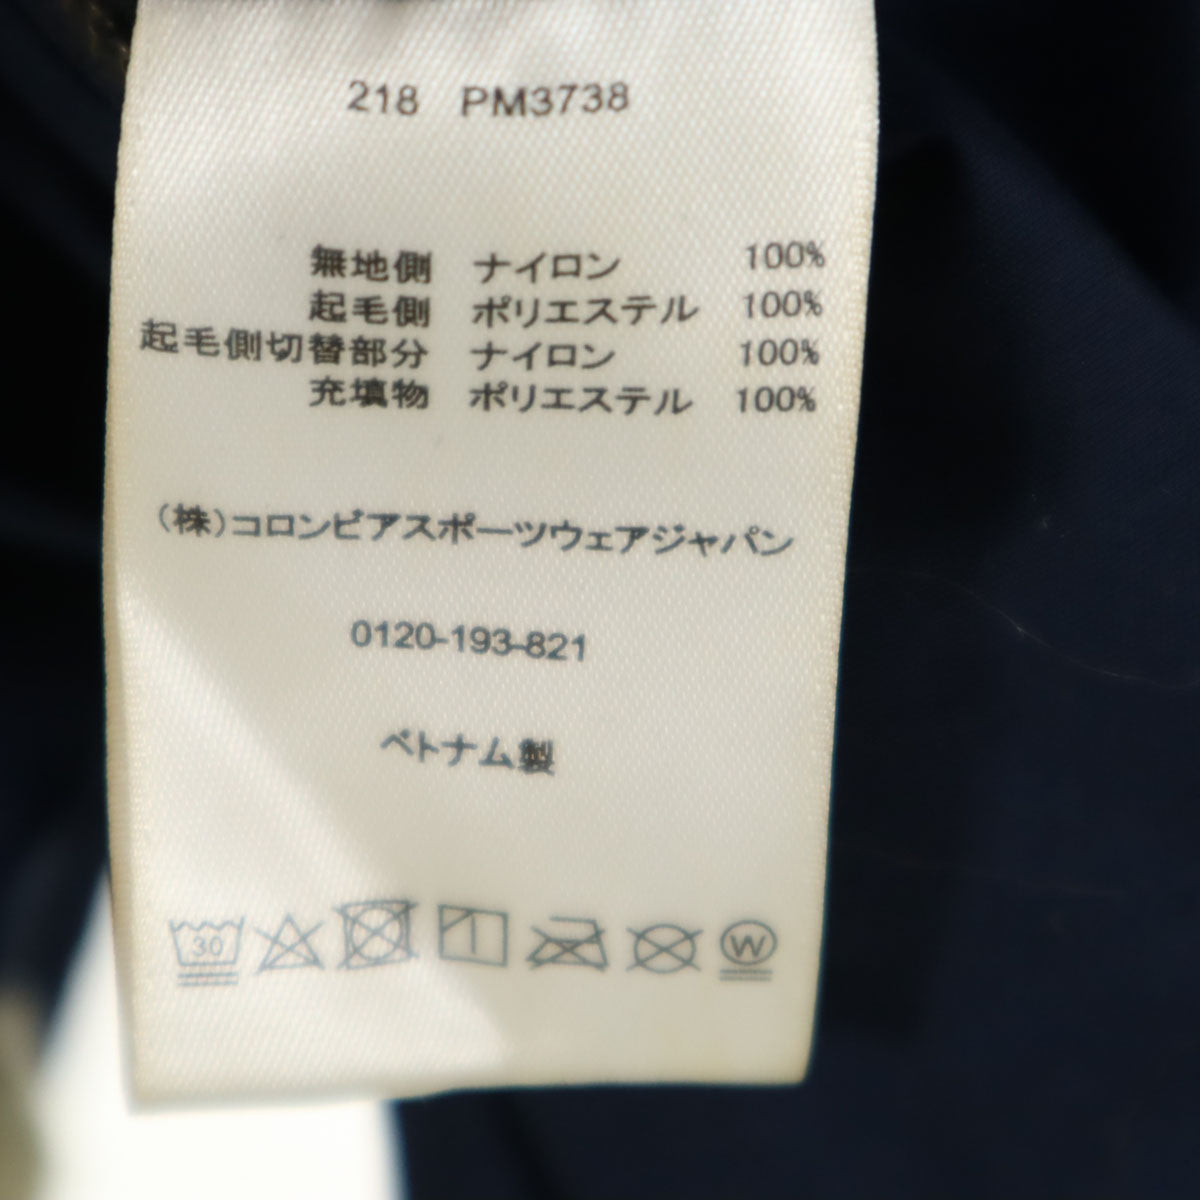 218 PM3738
無地側 ナイロン 100%
起毛側 ポリエステル 100%
起毛側切替部分 ナイロン 100%
充填物 ポリエステル 100%
(株)コロンビアスポーツウェアジャパン
0120-193-821
ベトナム製
30 W